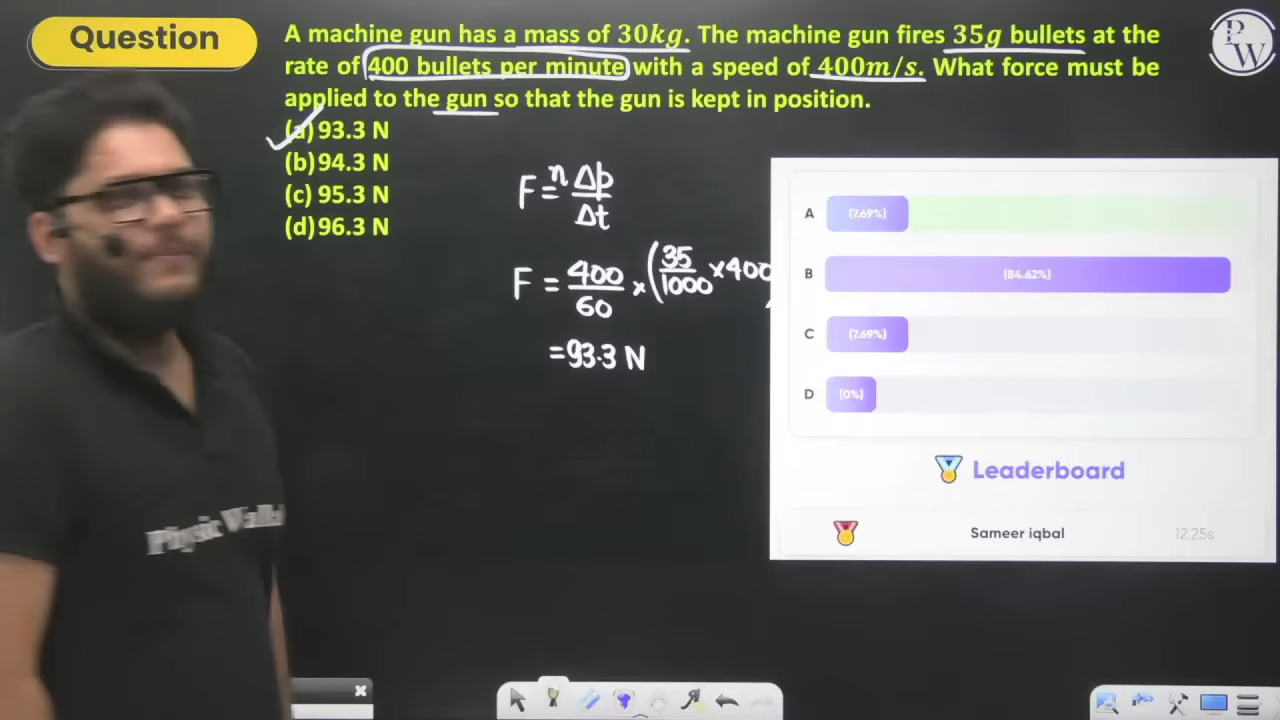 Question
A machine gun has a mass of 30kg. The machine gun fires 35g bullets at the
rate of 400 bullets per minute with a speed of 400m/s. What force must be
applied to the gun so that the gun is kept in position.
(a) 93.3 N
(b) 94.3 N
(c) 95.3 N
(d) 96.3 N
PW
F = n Δp/Δt
F = 400/60 × (35/1000 × 400
= 93.3 N
A (7.69%)
B (84.62%)
C (7.69%)
D (0%)
Leaderboard
Sameer iqbal 12.25s
Physic Walla